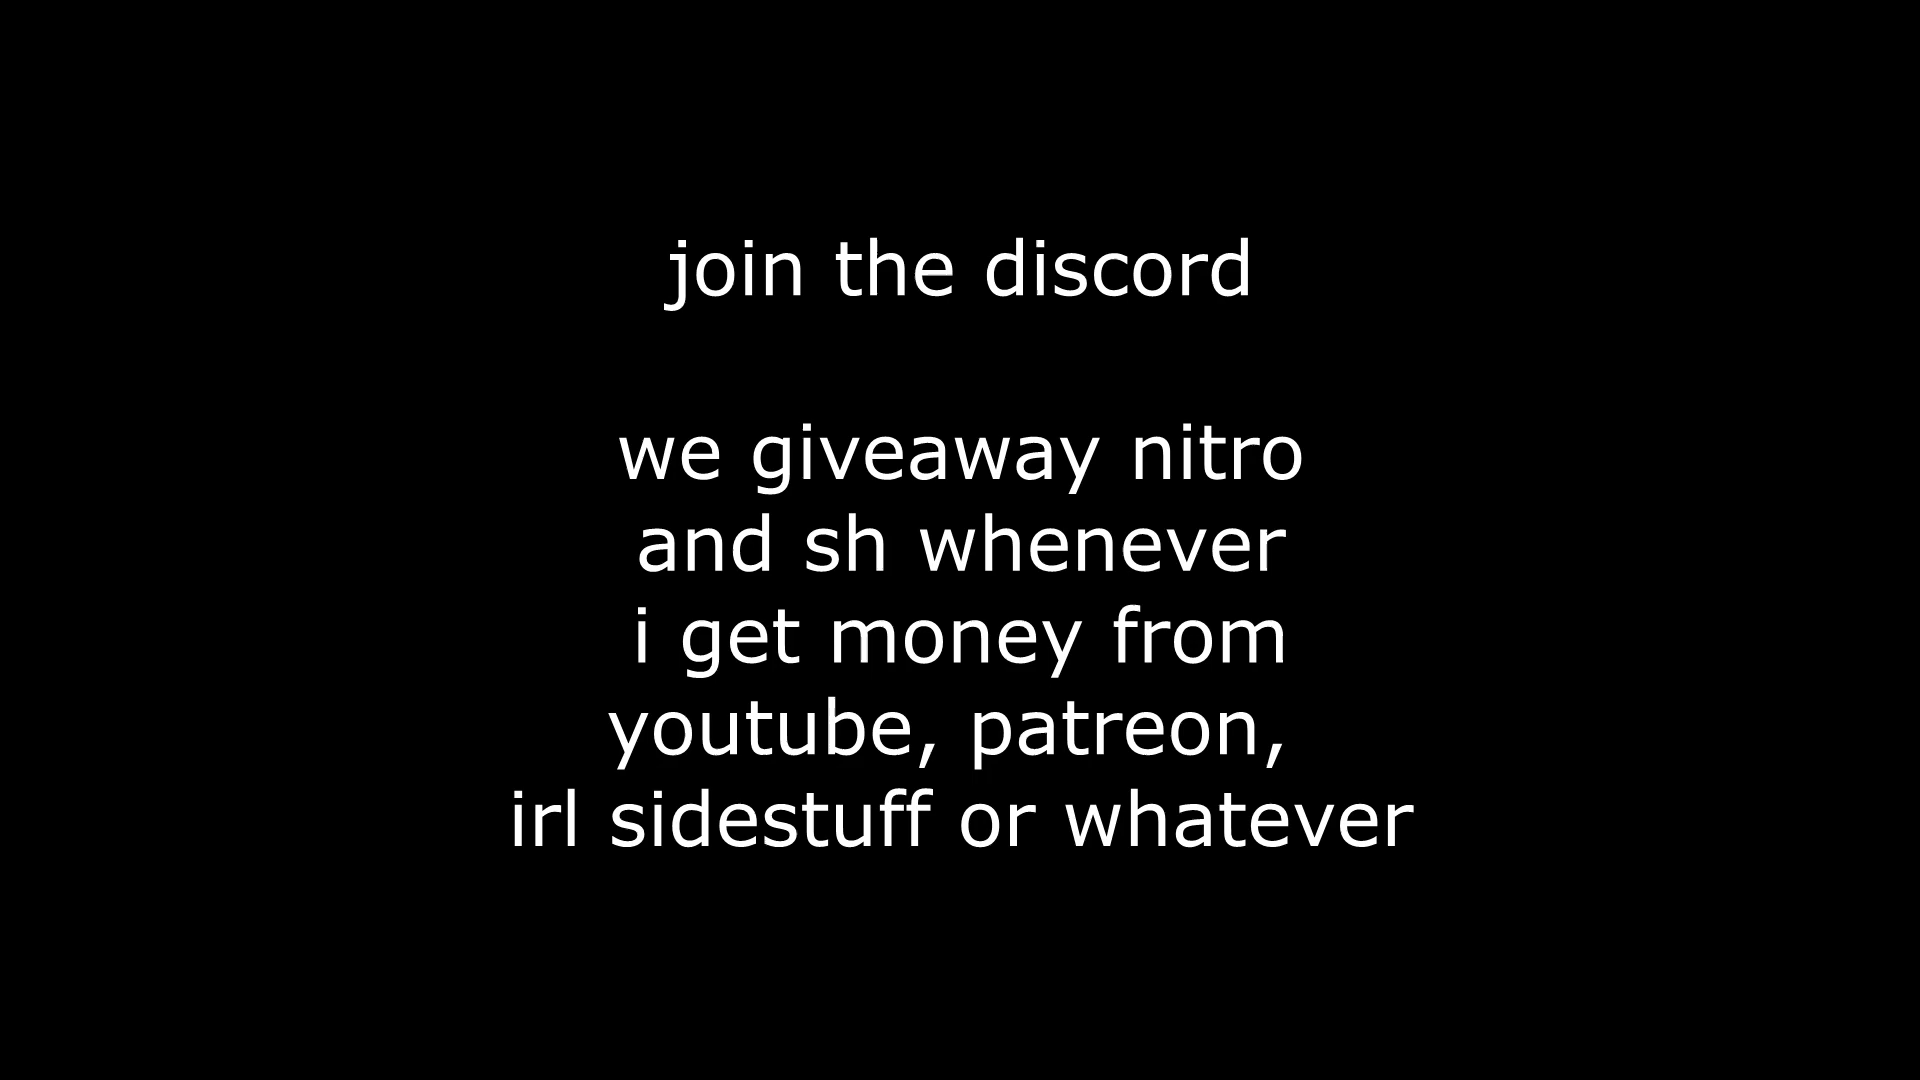 join the discord
we giveaway nitro
and sh whenever
i get money from
youtube, patreon,
irl sidestuff or whatever